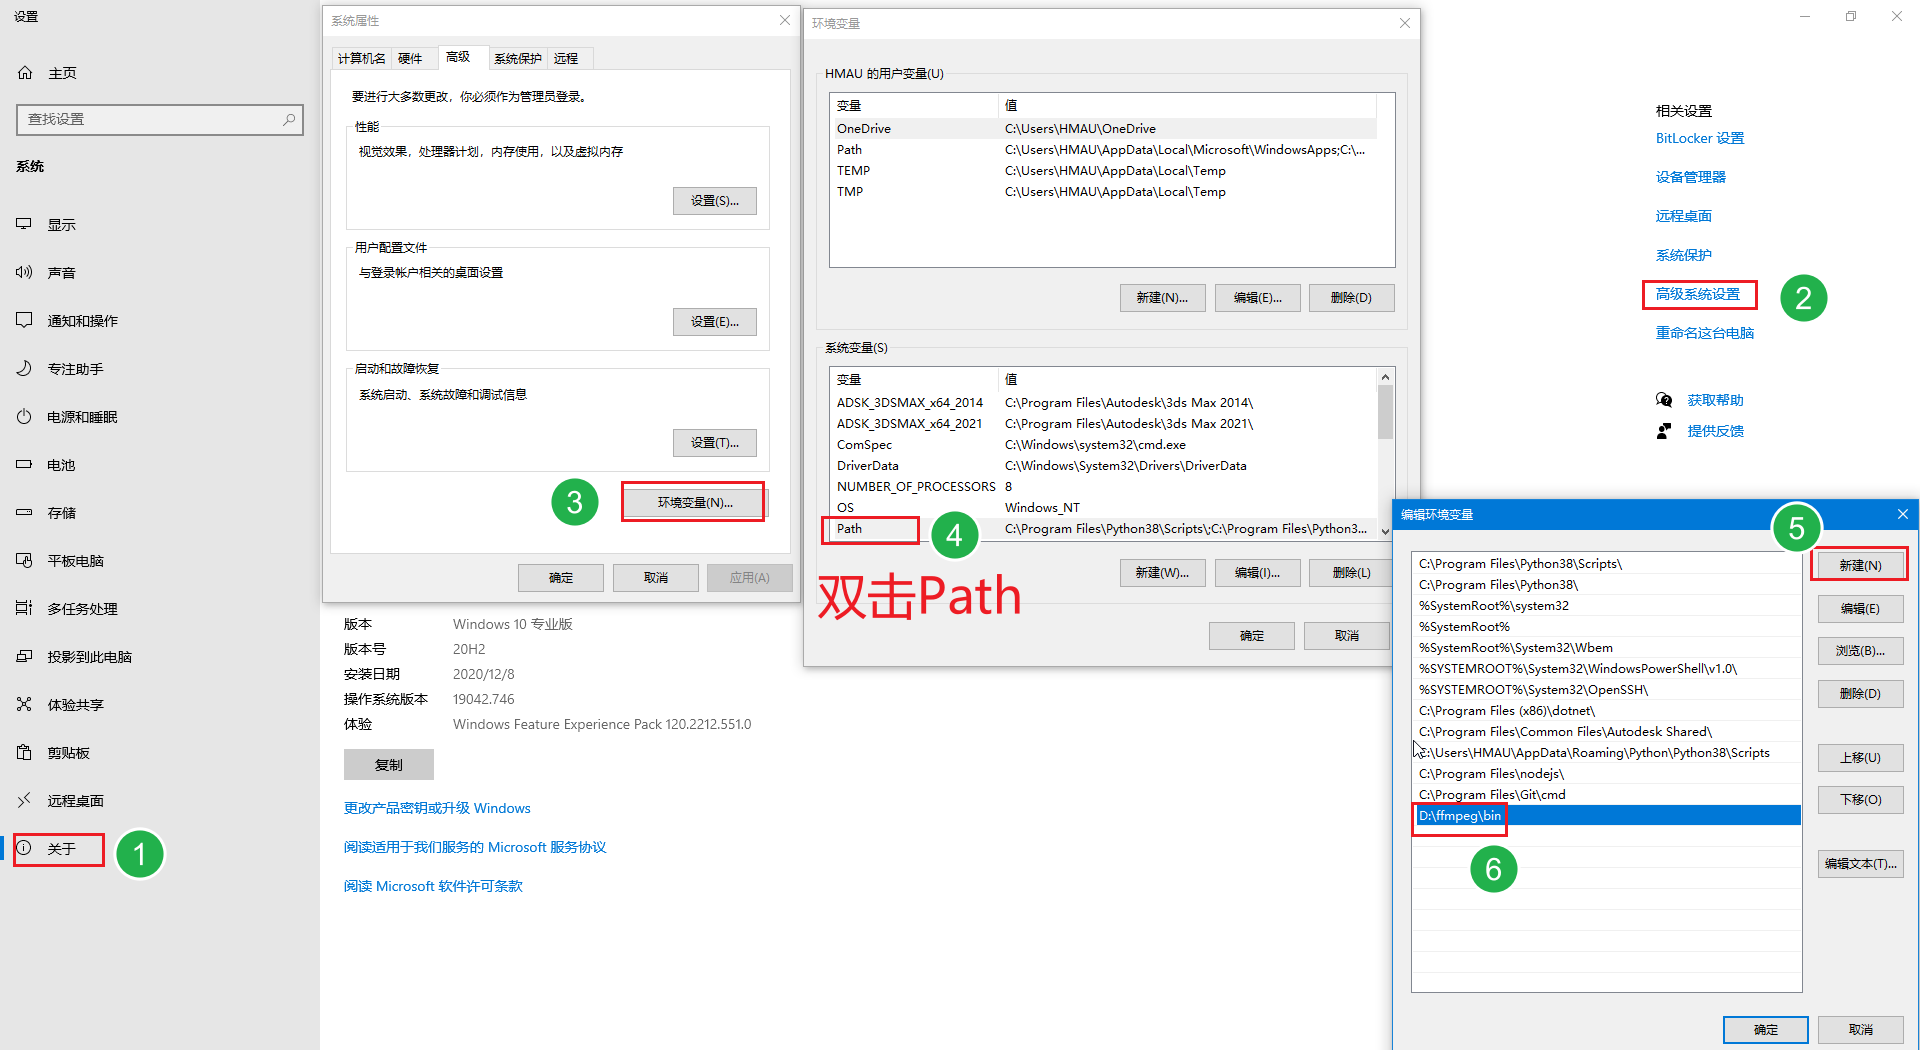 设置
主页
查找设置
系统
显示
声音
通知和操作
专注助手
电源和睡眠
电池
存储
平板电脑
多任务处理
投影到此电脑
体验共享
剪贴板
远程桌面
关于
1
系统属性
计算机名 硬件 高级 系统保护 远程
要进行大多数更改，你必须作为管理员登录。
性能
视觉效果，处理器计划，内存使用，以及虚拟内存
设置(S)...
用户配置文件
与登录帐户相关的桌面设置
设置(E)...
启动和故障恢复
系统启动、系统故障和调试信息
设置(T)...
3
环境变量(N)...
确定 取消 应用(A)
版本 Windows 10 专业版
版本号 20H2
安装日期 2020/12/8
操作系统版本 19042.746
体验 Windows Feature Experience Pack 120.2212.551.0
复制
更改产品密钥或升级 Windows
阅读适用于我们服务的 Microsoft 服务协议
阅读 Microsoft 软件许可条款
环境变量
HMAU 的用户变量(U)
变量 值
OneDrive C:\Users\HMAU\OneDrive
Path C:\Users\HMAU\AppData\Local\Microsoft\WindowsApps;C:\...
TEMP C:\Users\HMAU\AppData\Local\Temp
TMP C:\Users\HMAU\AppData\Local\Temp
新建(N)... 编辑(E)... 删除(D)
系统变量(S)
变量 值
ADSK_3DSMAX_x64_2014 C:\Program Files\Autodesk\3ds Max 2014\
ADSK_3DSMAX_x64_2021 C:\Program Files\Autodesk\3ds Max 2021\
ComSpec C:\Windows\system32\cmd.exe
DriverData C:\Windows\System32\Drivers\DriverData
NUMBER_OF_PROCESSORS 8
OS Windows_NT
Path C:\Program Files\Python38\Scripts\;C:\Program Files\Python3...
4
新建(W)... 编辑(I)... 删除(L)
双击Path
确定 取消
相关设置
BitLocker 设置
设备管理器
远程桌面
系统保护
高级系统设置
2
重命名这台电脑
获取帮助
提供反馈
编辑环境变量
5
C:\Program Files\Python38\Scripts\
C:\Program Files\Python38\
%SystemRoot%\system32
%SystemRoot%
%SystemRoot%\System32\Wbem
%SYSTEMROOT%\System32\WindowsPowerShell\v1.0\
%SYSTEMROOT%\System32\OpenSSH\
C:\Program Files (x86)\dotnet\
C:\Program Files\Common Files\Autodesk Shared\
C:\Users\HMAU\AppData\Roaming\Python\Python38\Scripts
C:\Program Files\nodejs\
C:\Program Files\Git\cmd
D:\ffmpeg\bin
6
新建(N)
编辑(E)
浏览(B)...
删除(D)
上移(U)
下移(O)
编辑文本(T)...
确定 取消